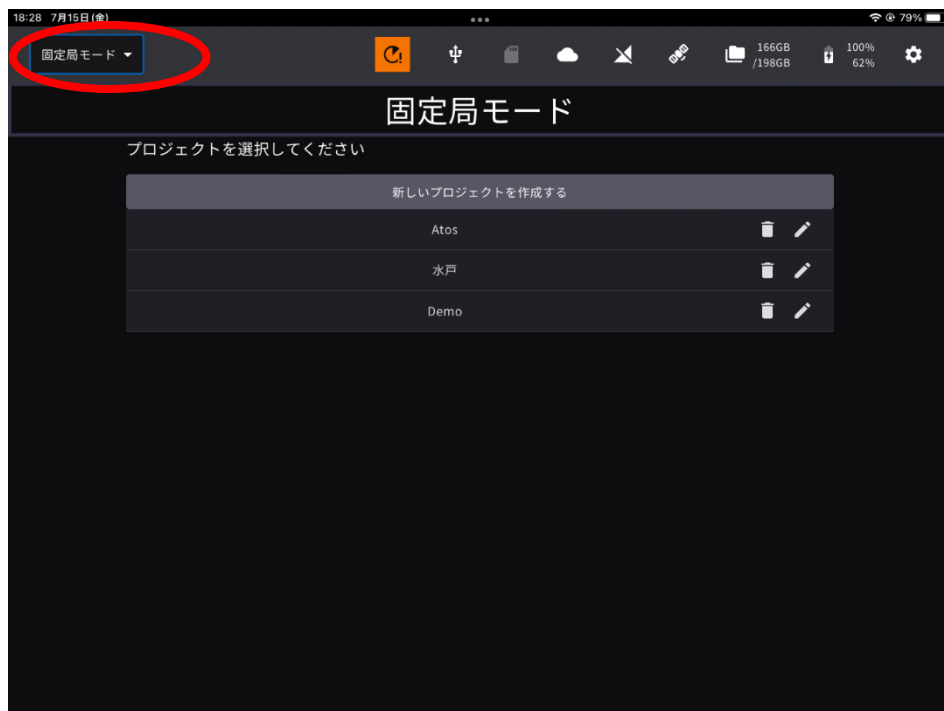 18:28 7月15日(金)
79%
固定局モード
166GB
/198GB
100%
62%
固定局モード
プロジェクトを選択してください
新しいプロジェクトを作成する
Atos
水戸
Demo